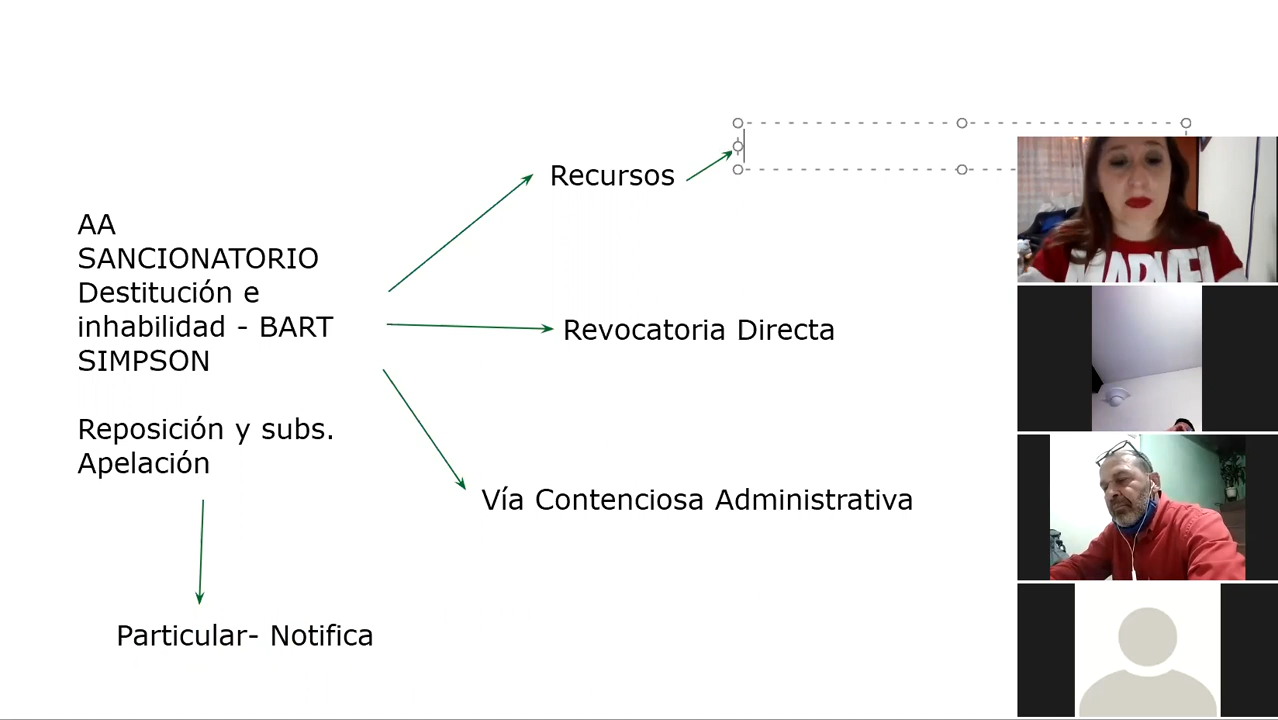 AA
SANCIONATORIO
Destitución e
inhabilidad - BART
SIMPSON
Reposición y subs.
Apelación
Particular- Notifica
Recursos
Revocatoria Directa
Vía Contenciosa Administrativa
MARVEL